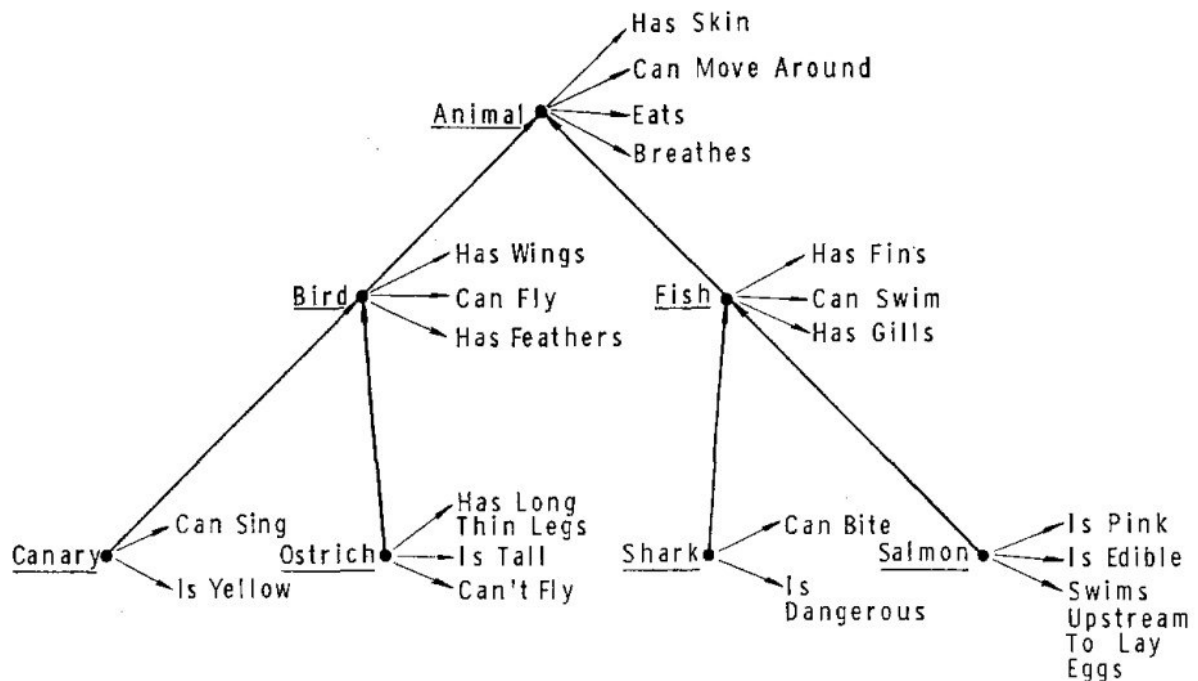 Has Skin
Can Move Around
Animal
Eats
Breathes
Has Wings
Bird
Can Fly
Has Feathers
Has Fins
Fish
Can Swim
Has Gills
Canary
Can Sing
Is Yellow
Ostrich
Has Long
Thin Legs
Is Tall
Can't Fly
Shark
Can Bite
Is
Dangerous
Salmon
Is Pink
Is Edible
Swims
Upstream
To Lay
Eggs